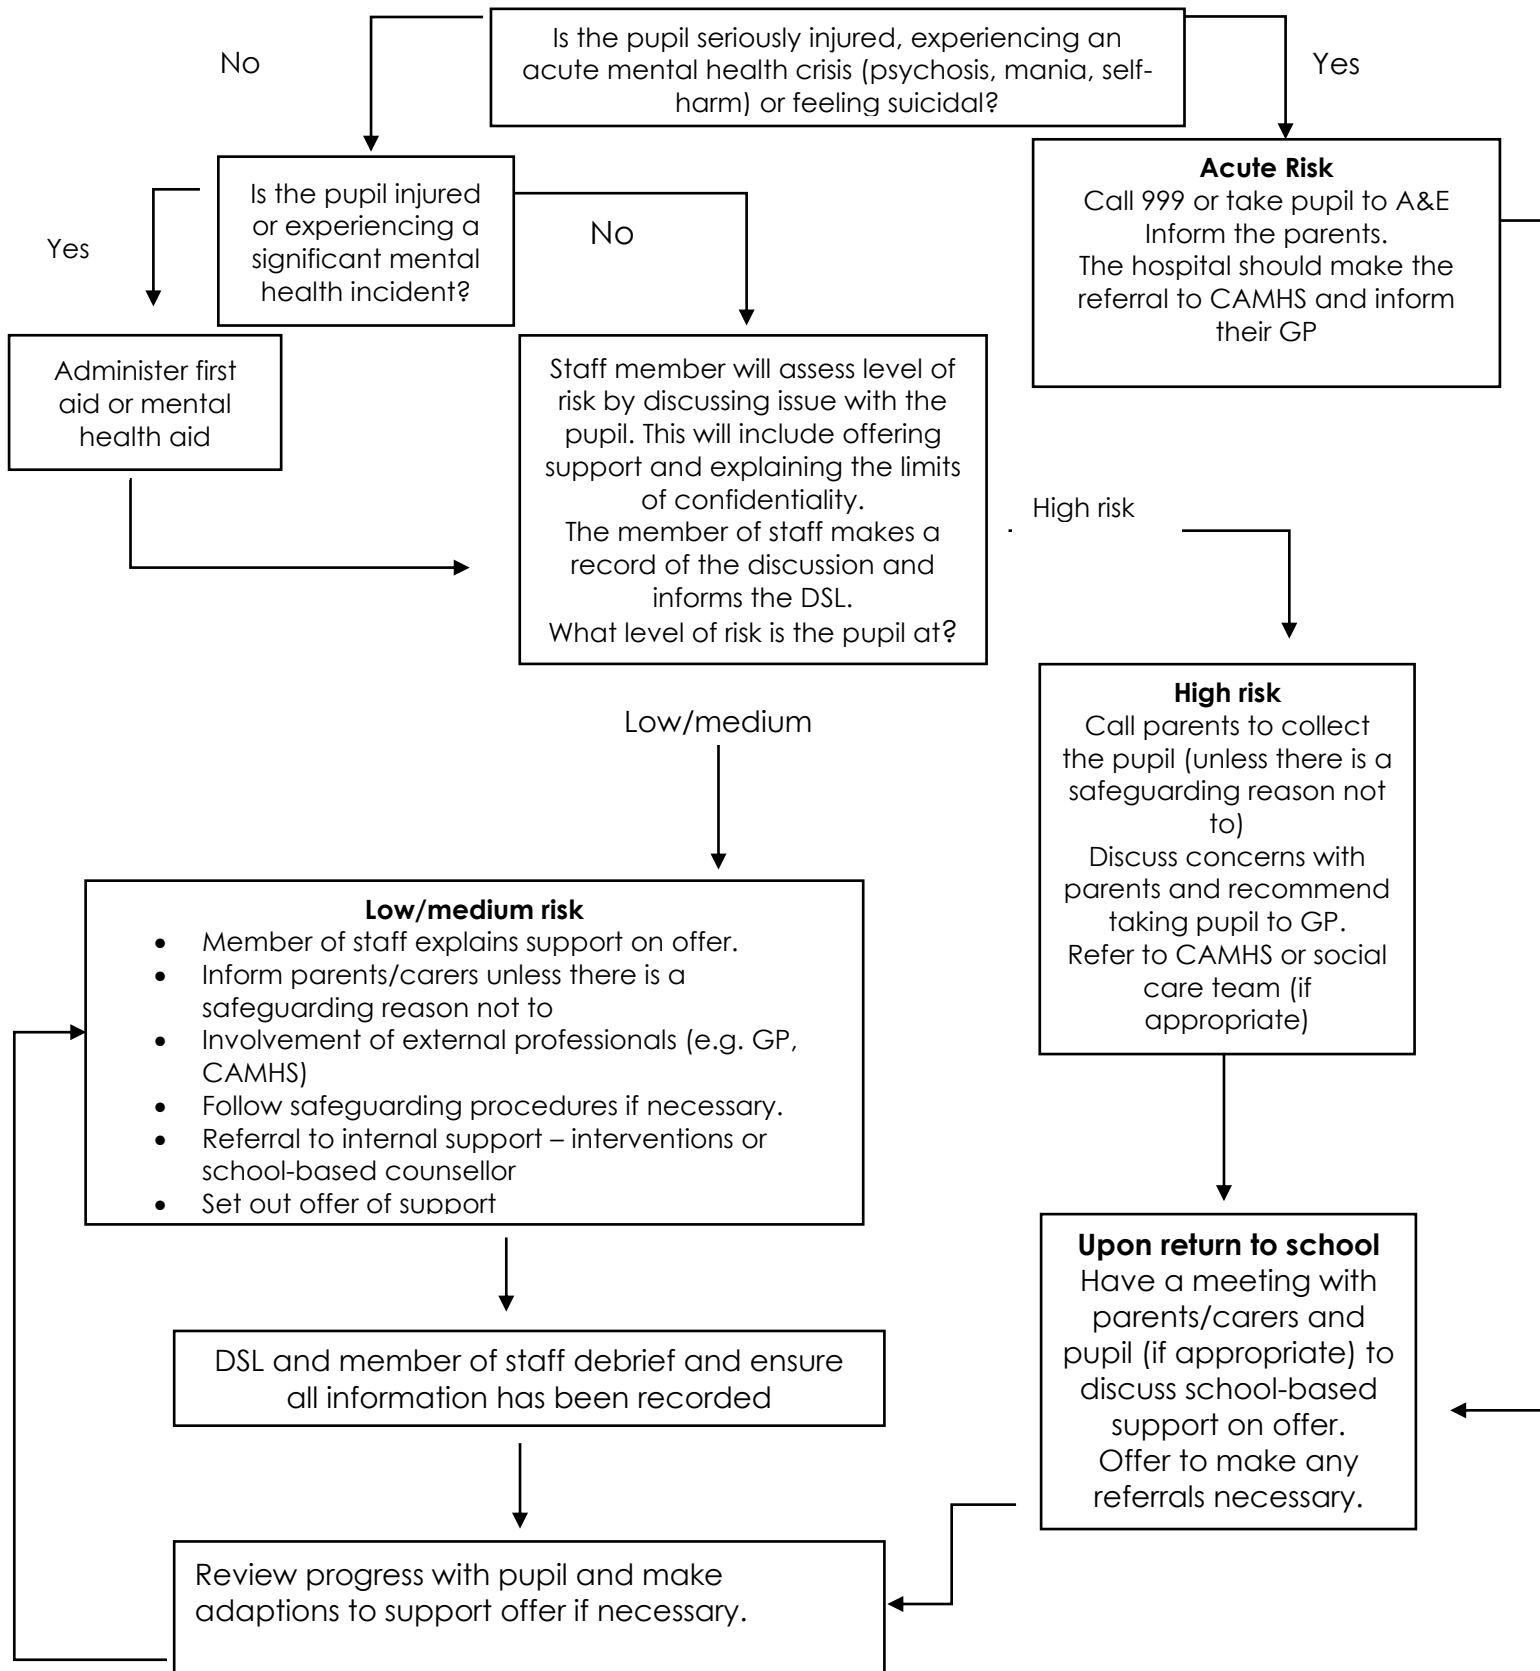 Is the pupil seriously injured, experiencing an
acute mental health crisis (psychosis, mania, self-
harm) or feeling suicidal?
No
Yes
Acute Risk
Call 999 or take pupil to A&E
Inform the parents.
The hospital should make the
referral to CAMHS and inform
their GP
Is the pupil injured
or experiencing a
significant mental
health incident?
Yes
No
Administer first
aid or mental
health aid
Staff member will assess level of
risk by discussing issue with the
pupil. This will include offering
support and explaining the limits
of confidentiality.
The member of staff makes a
record of the discussion and
informs the DSL.
What level of risk is the pupil at?
High risk
High risk
Call parents to collect
the pupil (unless there is a
safeguarding reason not
to)
Discuss concerns with
parents and recommend
taking pupil to GP.
Refer to CAMHS or social
care team (if
appropriate)
Low/medium
Low/medium risk
• Member of staff explains support on offer.
• Inform parents/carers unless there is a
safeguarding reason not to
• Involvement of external professionals (e.g. GP,
CAMHS)
• Follow safeguarding procedures if necessary.
• Referral to internal support – interventions or
school-based counsellor
• Set out offer of support
Upon return to school
Have a meeting with
parents/carers and
pupil (if appropriate) to
discuss school-based
support on offer.
Offer to make any
referrals necessary.
DSL and member of staff debrief and ensure
all information has been recorded
Review progress with pupil and make
adaptions to support offer if necessary.